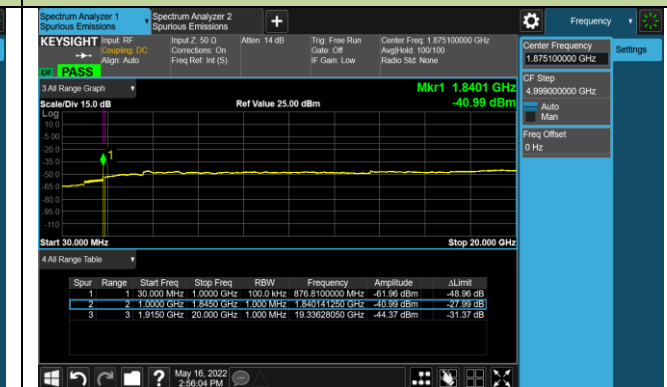 Spectrum Analyzer 1
Spurious Emissions
Spectrum Analyzer 2
Spurious Emissions
Frequency
KEYSIGHT Input: RF Input Z: 50 Ω Atten: 14 dB Trig: Free Run Center Freq: 1.875100000 GHz
Coupling: DC Corrections: On Gate: Off Avg|Hold: 100/100
Align: Auto Freq Ref: Int (S) IF Gain: Low Radio Std: None
PASS
Center Frequency
1.875100000 GHz
Settings
CF Step
4.999000000 GHz
Auto
Man
Freq Offset
0 Hz
3 All Range Graph
Mkr1 1.8401 GHz
Scale/Div 15.0 dB Ref Value 25.00 dBm -40.99 dBm
Log
10.0
-5.00
-20.0
-35.0
-50.0
-65.0
-80.0
-95.0
-110
1
Start 30.000 MHz Stop 20.000 GHz
4 All Range Table
Spur Range Start Freq Stop Freq RBW Frequency Amplitude ΔLimit
1 1 30.000 MHz 1.0000 GHz 100.0 kHz 876.8100000 MHz -61.96 dBm -48.96 dB
2 2 1.0000 GHz 1.8450 GHz 1.000 MHz 1.840141250 GHz -40.99 dBm -27.99 dB
3 3 1.9150 GHz 20.000 GHz 1.000 MHz 19.33628050 GHz -44.37 dBm -31.37 dB
May 16, 2022
2:56:04 PM